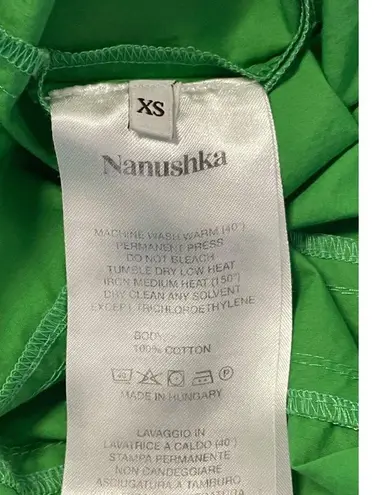 XS
Nanushka
MACHINE WASH WARM (40°)
PERMANENT PRESS
DO NOT BLEACH
TUMBLE DRY LOW HEAT
IRON MEDIUM HEAT (150°)
DRY CLEAN ANY SOLVENT
EXCEPT TRICHLOROETHYLENE
BODY:
100% COTTON
40 P
MADE IN HUNGARY
LAVAGGIO IN
LAVATRICE A CALDO (40°)
STAMPA PERMANENTE
NON CANDEGGIARE
ASCIUGATURA A TAMBURO